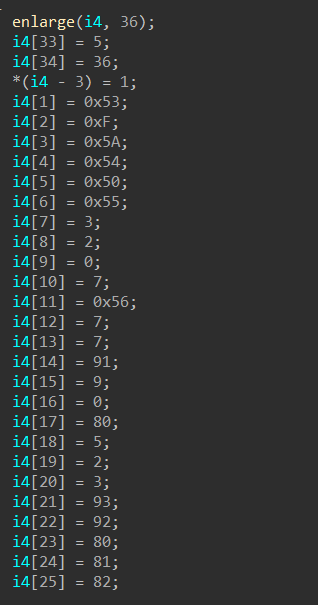 enlarge(i4, 36);
i4[33] = 5;
i4[34] = 36;
*(i4 - 3) = 1;
i4[1] = 0x53;
i4[2] = 0xF;
i4[3] = 0x5A;
i4[4] = 0x54;
i4[5] = 0x50;
i4[6] = 0x55;
i4[7] = 3;
i4[8] = 2;
i4[9] = 0;
i4[10] = 7;
i4[11] = 0x56;
i4[12] = 7;
i4[13] = 7;
i4[14] = 91;
i4[15] = 9;
i4[16] = 0;
i4[17] = 80;
i4[18] = 5;
i4[19] = 2;
i4[20] = 3;
i4[21] = 93;
i4[22] = 92;
i4[23] = 80;
i4[24] = 81;
i4[25] = 82;